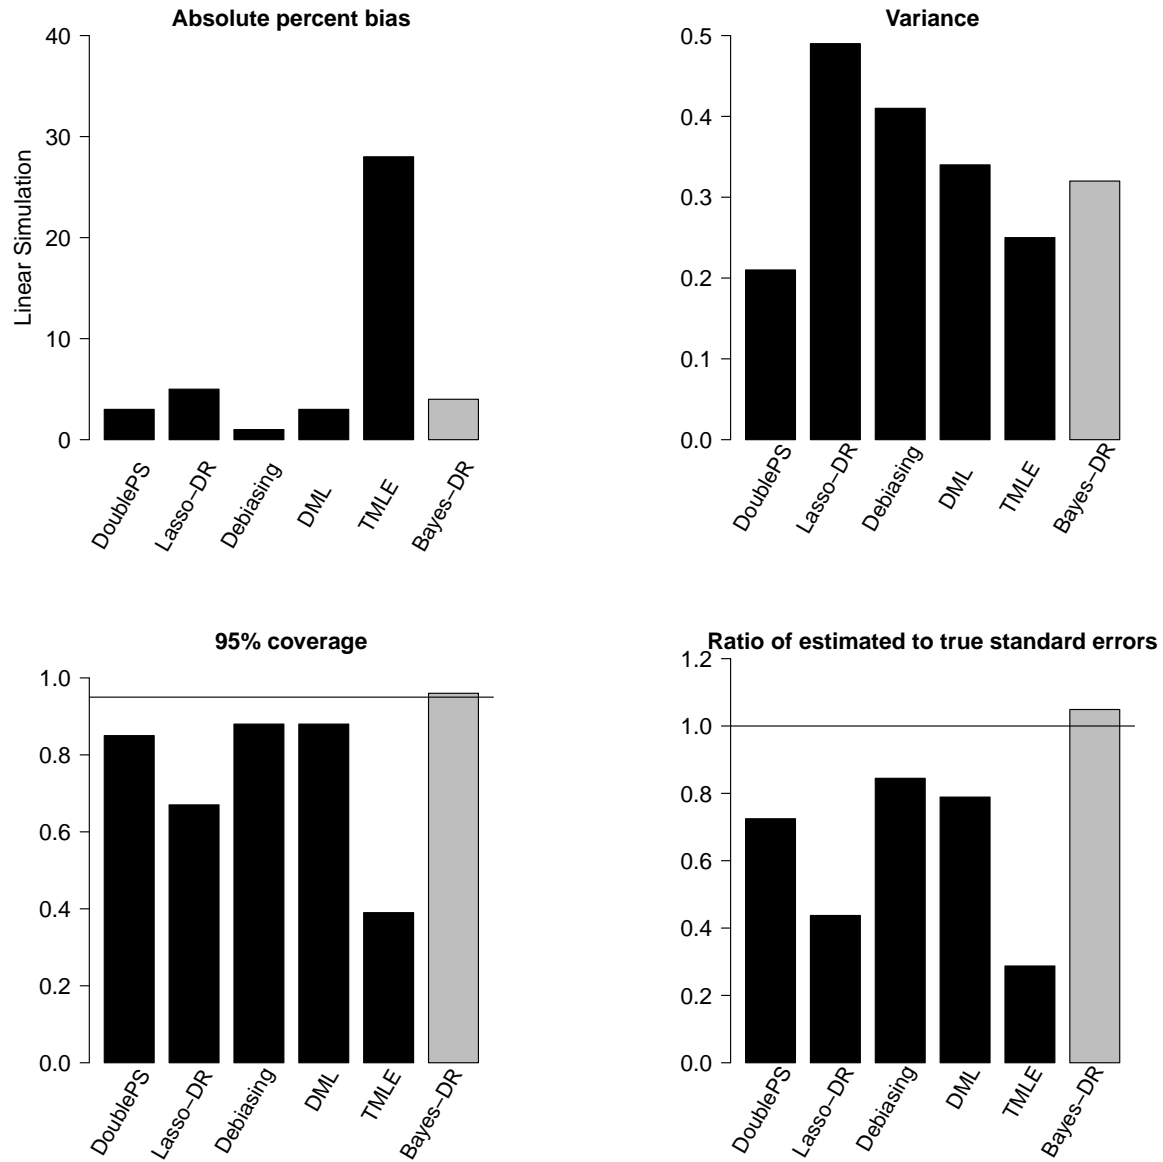 Absolute percent bias
Linear Simulation
40
30
20
10
0
DoublePS
Lasso−DR
Debiasing
DML
TMLE
Bayes−DR
Variance
0.5
0.4
0.3
0.2
0.1
0.0
DoublePS
Lasso−DR
Debiasing
DML
TMLE
Bayes−DR
95% coverage
1.0
0.8
0.6
0.4
0.2
0.0
DoublePS
Lasso−DR
Debiasing
DML
TMLE
Bayes−DR
Ratio of estimated to true standard errors
1.2
1.0
0.8
0.6
0.4
0.2
0.0
DoublePS
Lasso−DR
Debiasing
DML
TMLE
Bayes−DR